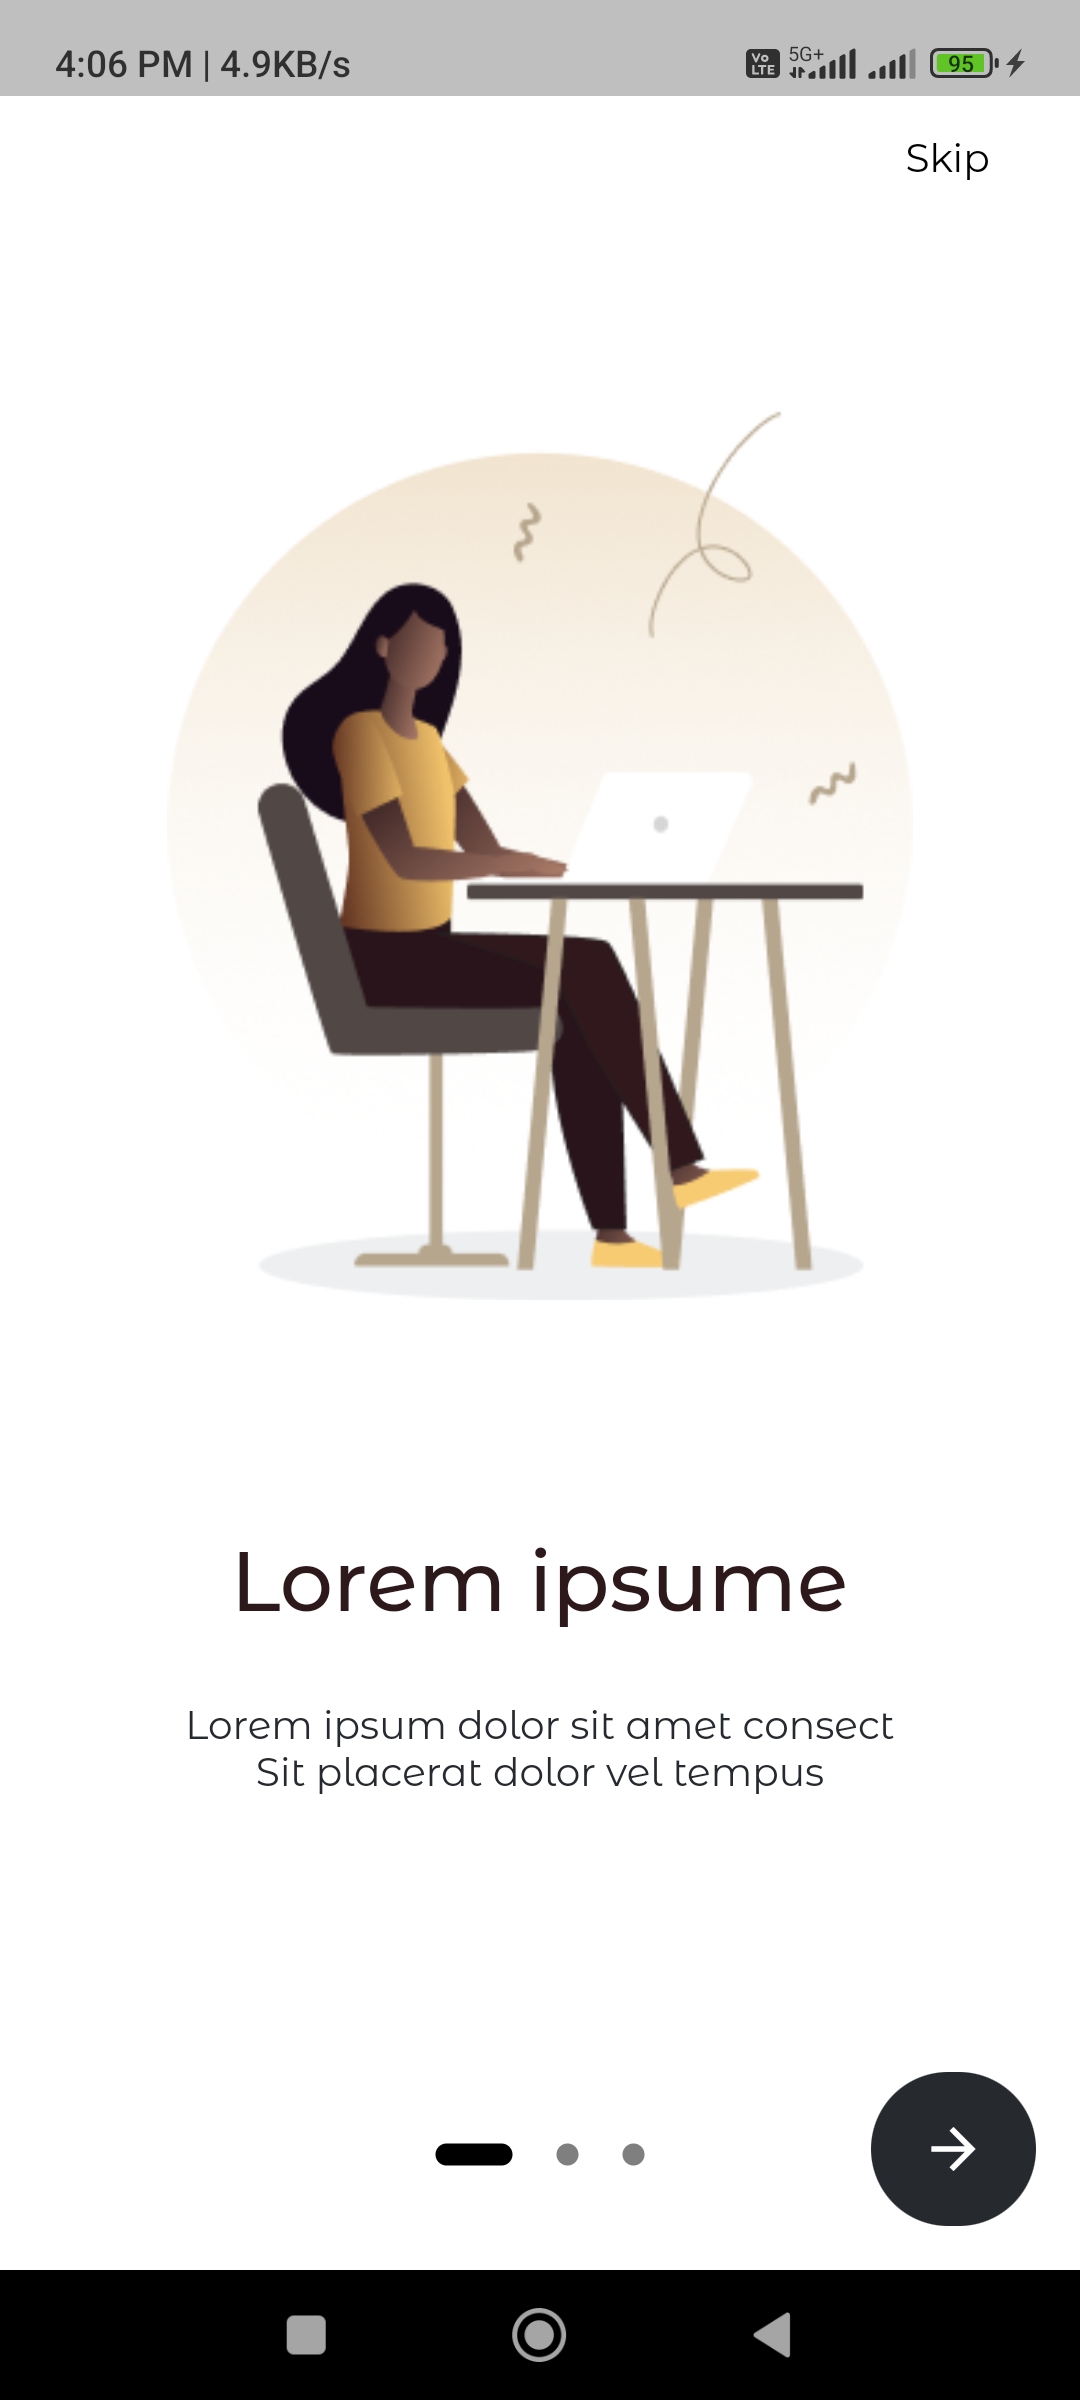 4:06 PM | 4.9KB/s
Vo
LTE
5G+
95
Skip
Lorem ipsume
Lorem ipsum dolor sit amet consect
Sit placerat dolor vel tempus